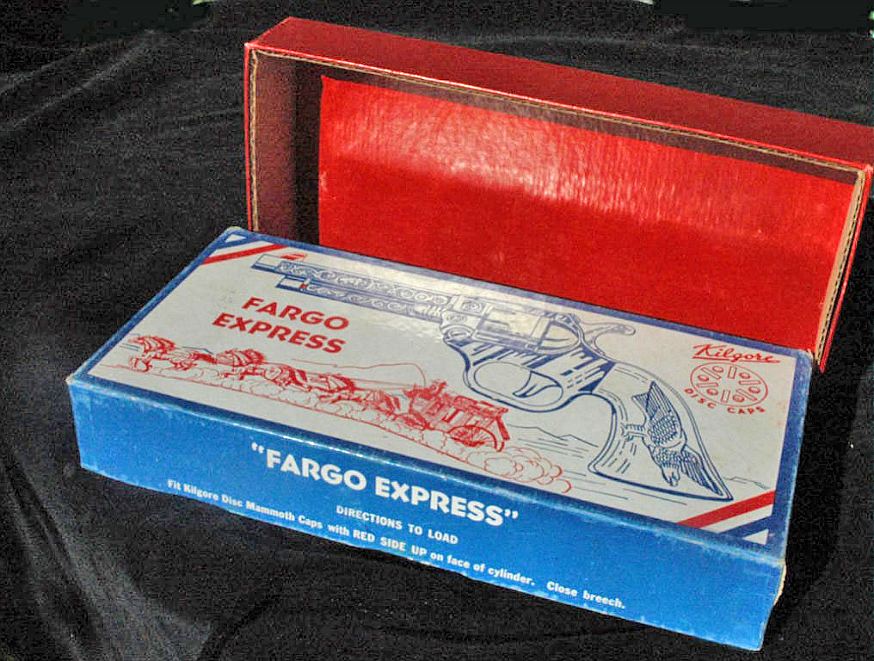 FARGO
EXPRESS
Kilgore
DISC CAPS
"FARGO EXPRESS"
DIRECTIONS TO LOAD
Fit Kilgore Disc Mammoth Caps with RED SIDE UP on face of cylinder. Close breech.